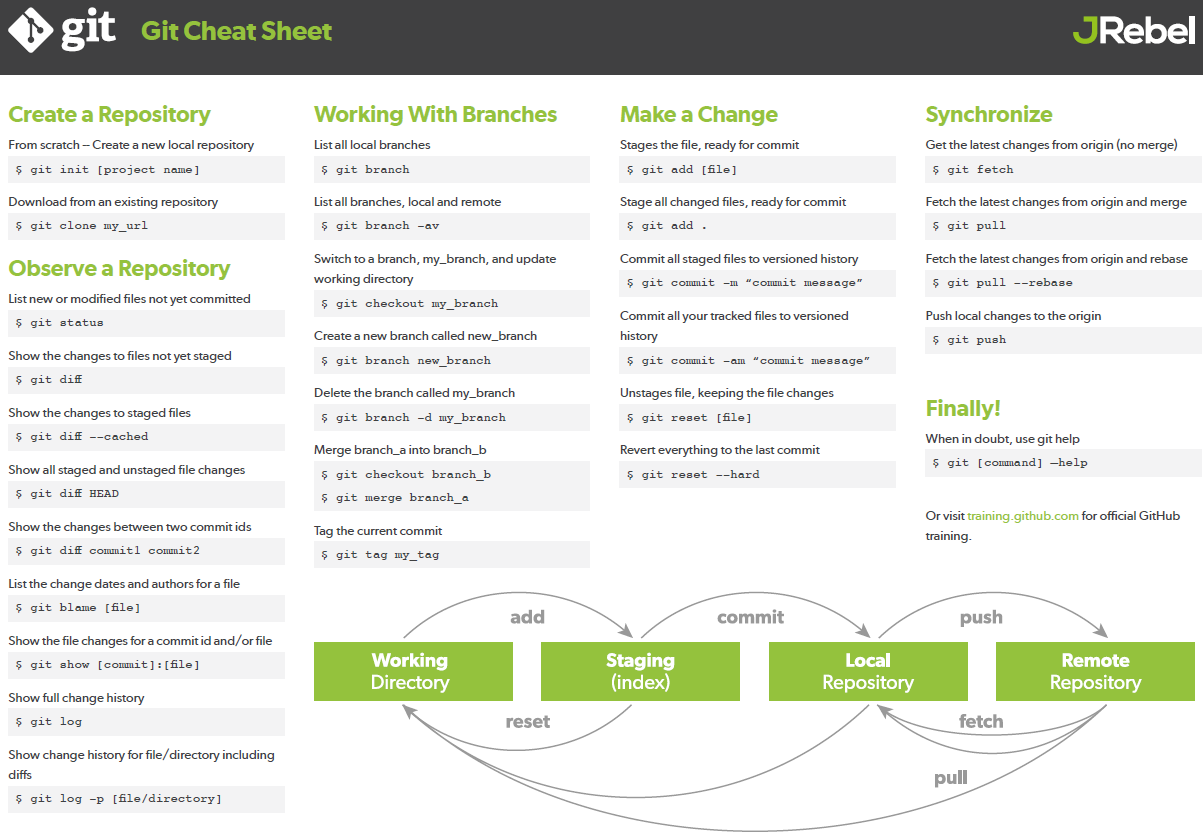 git
Git Cheat Sheet
JRebel
Create a Repository
From scratch – Create a new local repository
$ git init [project name]
Download from an existing repository
$ git clone my_url
Observe a Repository
List new or modified files not yet committed
$ git status
Show the changes to files not yet staged
$ git diff
Show the changes to staged files
$ git diff --cached
Show all staged and unstaged file changes
$ git diff HEAD
Show the changes between two commit ids
$ git diff commit1 commit2
List the change dates and authors for a file
$ git blame [file]
Show the file changes for a commit id and/or file
$ git show [commit]:[file]
Show full change history
$ git log
Show change history for file/directory including
diffs
$ git log -p [file/directory]
Working With Branches
List all local branches
$ git branch
List all branches, local and remote
$ git branch -av
Switch to a branch, my_branch, and update
working directory
$ git checkout my_branch
Create a new branch called new_branch
$ git branch new_branch
Delete the branch called my_branch
$ git branch -d my_branch
Merge branch_a into branch_b
$ git checkout branch_b
$ git merge branch_a
Tag the current commit
$ git tag my_tag
Make a Change
Stages the file, ready for commit
$ git add [file]
Stage all changed files, ready for commit
$ git add .
Commit all staged files to versioned history
$ git commit -m “commit message”
Commit all your tracked files to versioned
history
$ git commit -am “commit message”
Unstages file, keeping the file changes
$ git reset [file]
Revert everything to the last commit
$ git reset --hard
Synchronize
Get the latest changes from origin (no merge)
$ git fetch
Fetch the latest changes from origin and merge
$ git pull
Fetch the latest changes from origin and rebase
$ git pull --rebase
Push local changes to the origin
$ git push
Finally!
When in doubt, use git help
$ git [command] –help
Or visit training.github.com for official GitHub
training.
add
commit
push
Working
Directory
Staging
(index)
Local
Repository
Remote
Repository
reset
fetch
pull